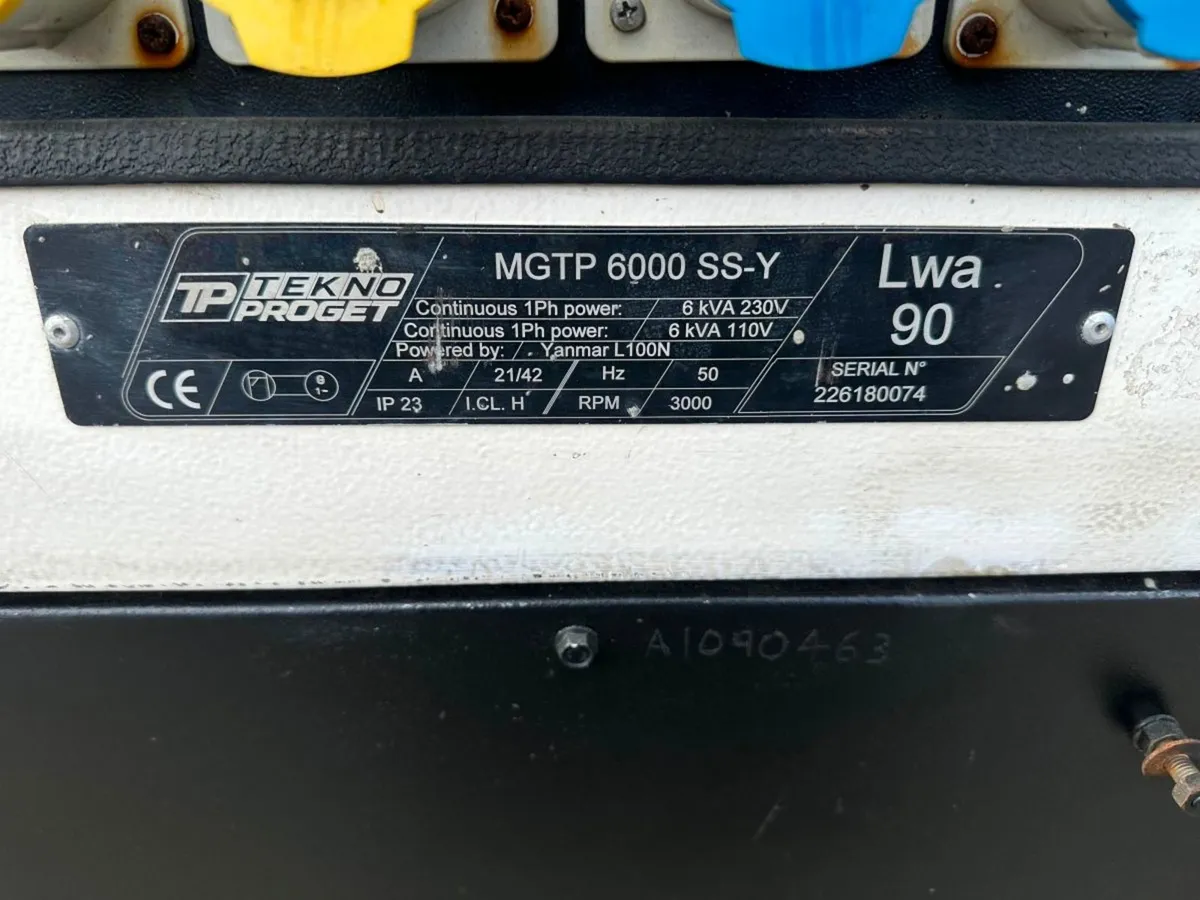 TP TEKNO
PROGET
MGTP 6000 SS-Y
Continuous 1Ph power: 6 kVA 230V
Continuous 1Ph power: 6 kVA 110V
Powered by: Yanmar L100N
A 21/42 Hz 50
IP 23 I.CL. H RPM 3000
CE
G
1~
Lwa
90
SERIAL N°
226180074
A1090463